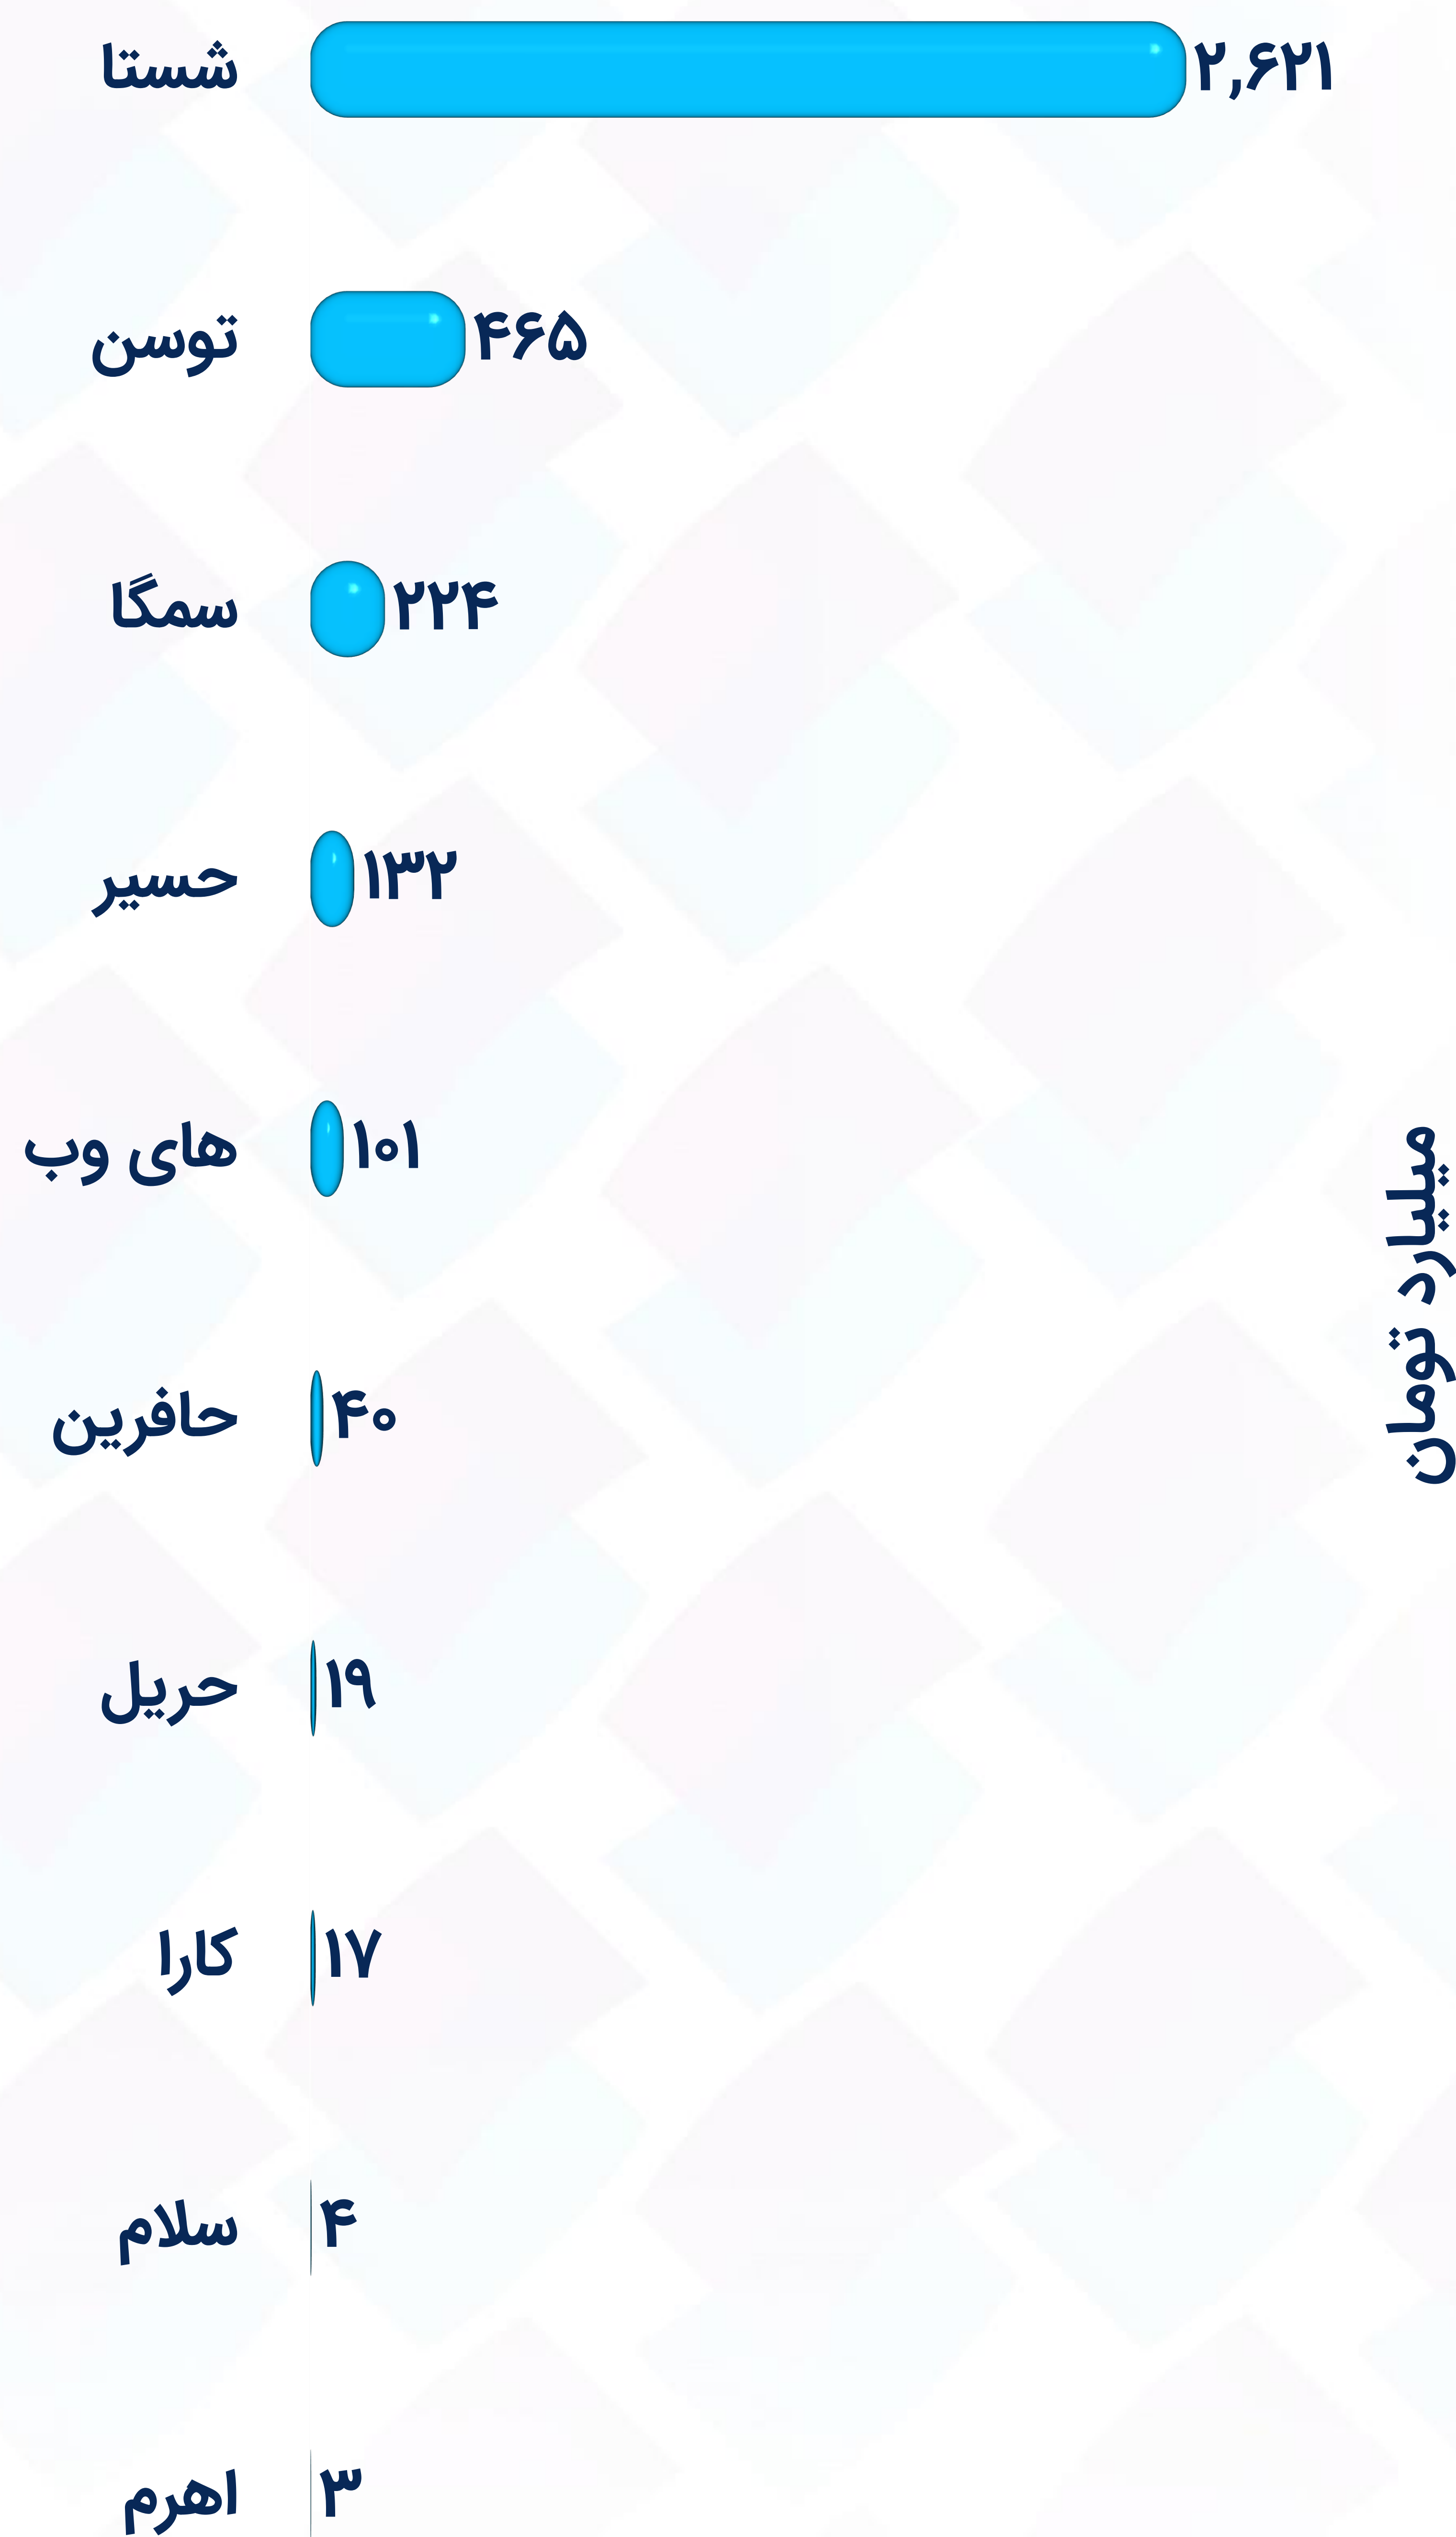 شستا ۲,۶۲۱
توسن ۴۶۵
سمگا ۲۲۴
حسیر ۱۳۲
های وب ۱۰۱
حافرین ۴۰
حریل ۱۹
کارا ۱۷
سلام ۴
اهرم ۳
میلیارد تومان